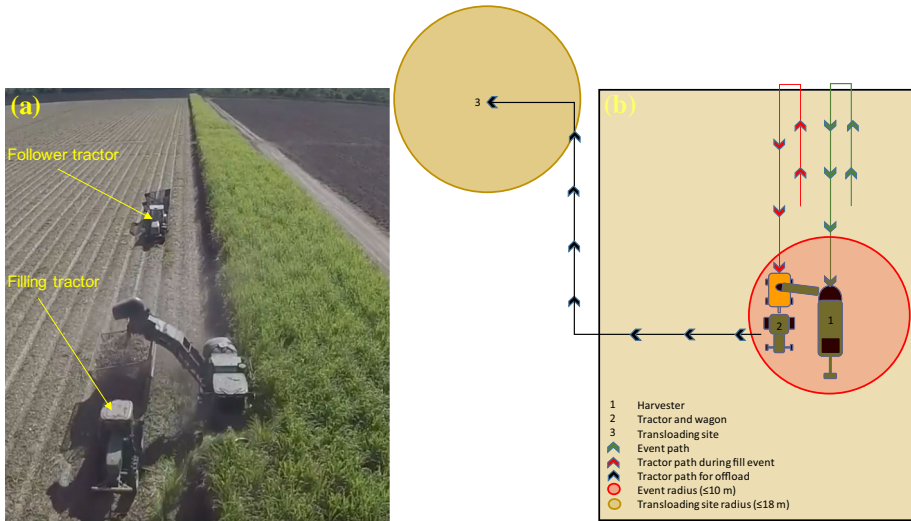 (a)
Follower tractor
Filling tractor
3
(b)
1
2
1 Harvester
2 Tractor and wagon
3 Transloading site
Event path
Tractor path during fill event
Tractor path for offload
Event radius (≤10 m)
Transloading site radius (≤18 m)